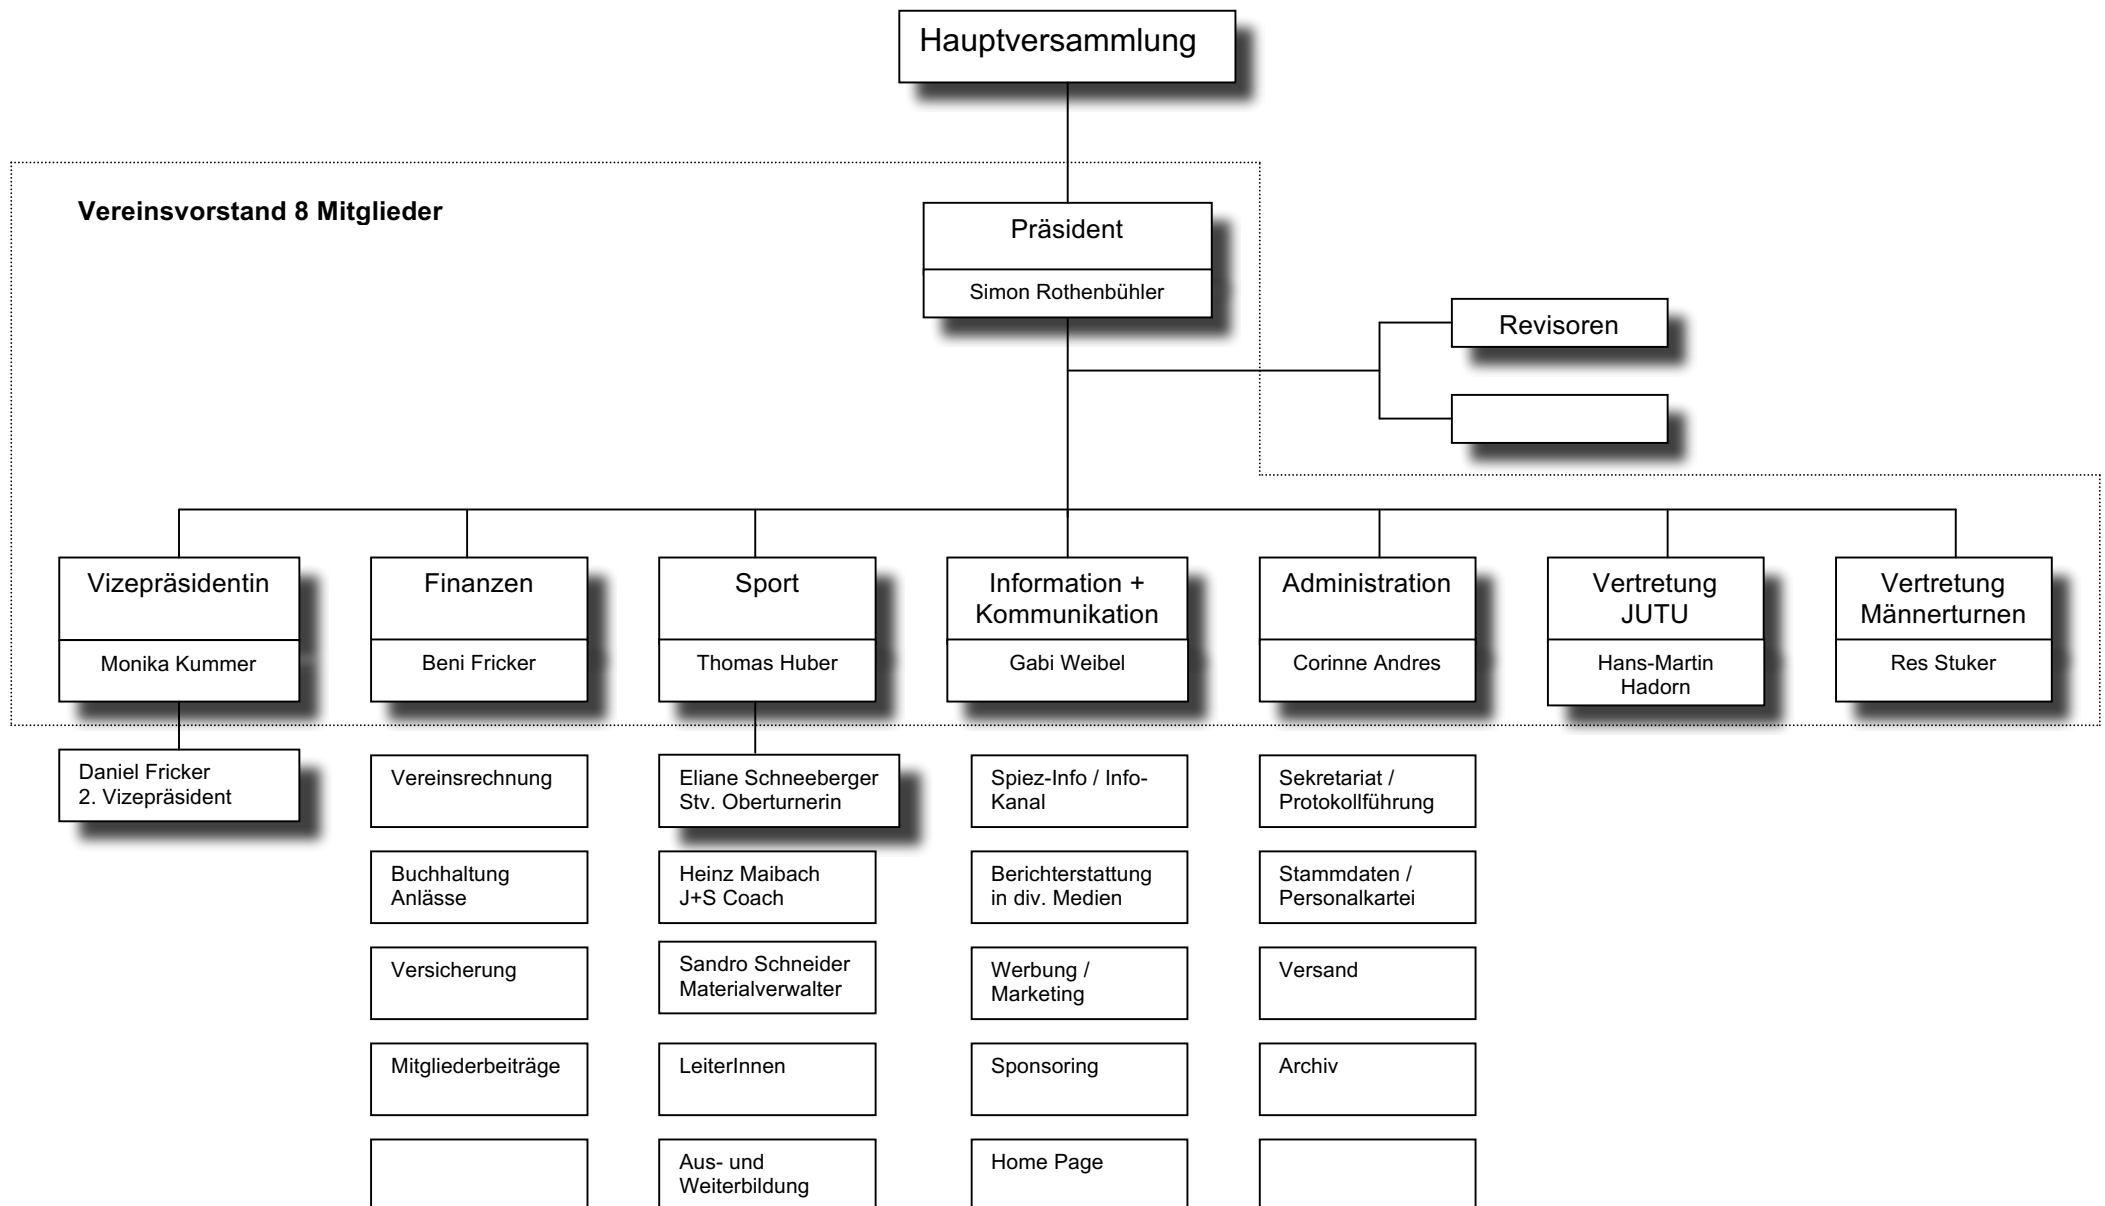 Hauptversammlung
Vereinsvorstand 8 Mitglieder
Präsident
Simon Rothenbühler
Revisoren
Vizepräsidentin
Monika Kummer
Daniel Fricker
2. Vizepräsident
Finanzen
Beni Fricker
Vereinsrechnung
Buchhaltung
Anlässe
Versicherung
Mitgliederbeiträge
Sport
Thomas Huber
Eliane Schneeberger
Stv. Oberturnerin
Heinz Maibach
J+S Coach
Sandro Schneider
Materialverwalter
LeiterInnen
Aus- und
Weiterbildung
Information +
Kommunikation
Gabi Weibel
Spiez-Info / Info-
Kanal
Berichterstattung
in div. Medien
Werbung /
Marketing
Sponsoring
Home Page
Administration
Corinne Andres
Sekretariat /
Protokollführung
Stammdaten /
Personalkartei
Versand
Archiv
Vertretung
JUTU
Hans-Martin
Hadorn
Vertretung
Männerturnen
Res Stuker